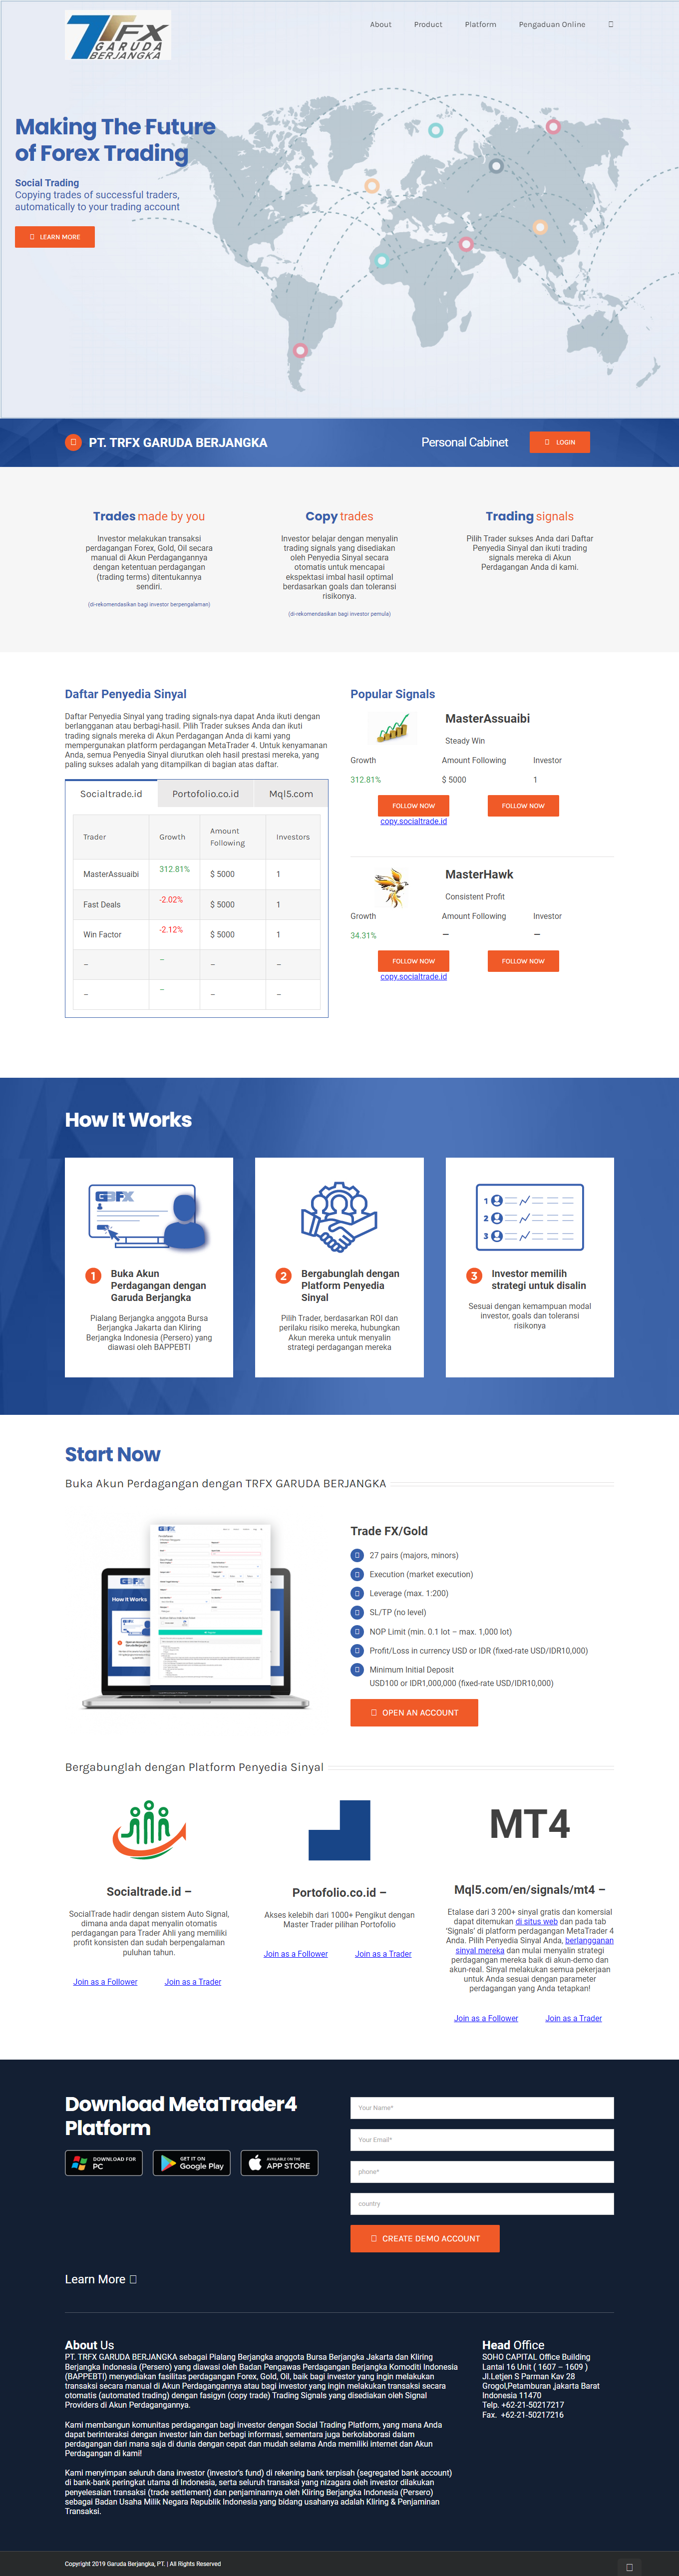 TRFX
GARUDA
BERJANGKA
About
Product
Platform
Pengaduan Online
Making The Future
of Forex Trading
Social Trading
Copying trades of successful traders,
automatically to your trading account
LEARN MORE
PT. TRFX GARUDA BERJANGKA
Personal Cabinet
LOGIN
Trades made by you
Investor melakukan transaksi
perdagangan Forex, Gold, Oil secara
manual di Akun Perdagangannya
dengan ketentuan perdagangan
(trading terms) ditentukannya
sendiri.
(di-rekomendasikan bagi investor berpengalaman)
Copy trades
Investor belajar dengan menyalin
trading signals yang disediakan
oleh Penyedia Sinyal secara
otomatis untuk mencapai
ekspektasi imbal hasil optimal
berdasarkan goals dan toleransi
risikonya.
(di-rekomendasikan bagi investor pemula)
Trading signals
Pilih Trader sukses Anda dari Daftar
Penyedia Sinyal dan ikuti trading
signals mereka di Akun
Perdagangan Anda di kami.
Daftar Penyedia Sinyal
Daftar Penyedia Sinyal yang trading signals-nya dapat Anda ikuti dengan
berlangganan atau berbagi-hasil. Pilih Trader sukses Anda dan ikuti
trading signals mereka di Akun Perdagangan Anda di kami yang
mempergunakan platform perdagangan MetaTrader 4. Untuk kenyamanan
Anda, semua Penyedia Sinyal diurutkan oleh hasil prestasi mereka, yang
paling sukses adalah yang ditampilkan di bagian atas daftar.
Socialtrade.id
Portofolio.co.id
Mql5.com
Trader
Growth
Amount
Following
Investors
MasterAssuaibi
312.81%
$ 5000
1
Fast Deals
-2.02%
$ 5000
1
Win Factor
-2.12%
$ 5000
1
–
–
–
–
–
–
–
–
Popular Signals
MasterAssuaibi
Steady Win
Growth
Amount Following
Investor
312.81%
$ 5000
1
FOLLOW NOW
FOLLOW NOW
copy.socialtrade.id
MasterHawk
Consistent Profit
Growth
Amount Following
Investor
34.31%
–
–
FOLLOW NOW
FOLLOW NOW
copy.socialtrade.id
How It Works
GBFX
1
Buka Akun
Perdagangan dengan
Garuda Berjangka
Pialang Berjangka anggota Bursa
Berjangka Jakarta dan Kliring
Berjangka Indonesia (Persero) yang
diawasi oleh BAPPEBTI
2
Bergabunglah dengan
Platform Penyedia
Sinyal
Pilih Trader, berdasarkan ROI dan
perilaku risiko mereka, hubungkan
Akun mereka untuk menyalin
strategi perdagangan mereka
1
2
3
3
Investor memilih
strategi untuk disalin
Sesuai dengan kemampuan modal
investor, goals dan toleransi
risikonya
Start Now
Buka Akun Perdagangan dengan TRFX GARUDA BERJANGKA
GBFX
How It Works
Trade FX/Gold
27 pairs (majors, minors)
Execution (market execution)
Leverage (max. 1:200)
SL/TP (no level)
NOP Limit (min. 0.1 lot – max. 1,000 lot)
Profit/Loss in currency USD or IDR (fixed-rate USD/IDR10,000)
Minimum Initial Deposit
USD100 or IDR1,000,000 (fixed-rate USD/IDR10,000)
OPEN AN ACCOUNT
Bergabunglah dengan Platform Penyedia Sinyal
Socialtrade.id –
SocialTrade hadir dengan sistem Auto Signal,
dimana anda dapat menyalin otomatis
perdagangan para Trader Ahli yang memiliki
profit konsisten dan sudah berpengalaman
puluhan tahun.
Join as a Follower
Join as a Trader
Portofolio.co.id –
Akses kelebih dari 1000+ Pengikut dengan
Master Trader pilihan Portofolio
Join as a Follower
Join as a Trader
MT4
Mql5.com/en/signals/mt4 –
Etalase dari 3 200+ sinyal gratis dan komersial
dapat ditemukan di situs web dan pada tab
'Signals' di platform perdagangan MetaTrader 4
Anda. Pilih Penyedia Sinyal Anda, berlangganan
sinyal mereka dan mulai menyalin strategi
perdagangan mereka baik di akun-demo dan
akun-real. Sinyal melakukan semua pekerjaan
untuk Anda sesuai dengan parameter
perdagangan yang Anda tetapkan!
Join as a Follower
Join as a Trader
Download MetaTrader4
Platform
DOWNLOAD FOR
PC
GET IT ON
Google Play
AVAILABLE ON THE
APP STORE
Your Name*
Your Email*
phone*
country
CREATE DEMO ACCOUNT
Learn More
About Us
PT. TRFX GARUDA BERJANGKA sebagai Pialang Berjangka anggota Bursa Berjangka Jakarta dan Kliring
Berjangka Indonesia (Persero) yang diawasi oleh Badan Pengawas Perdagangan Berjangka Komoditi Indonesia
(BAPPEBTI) menyediakan fasilitas perdagangan Forex, Gold, Oil, baik bagi investor yang ingin melakukan
transaksi secara manual di Akun Perdagangannya atau bagi investor yang ingin melakukan transaksi secara
otomatis (automated trading) dengan fasigyn (copy trade) Trading Signals yang disediakan oleh Signal
Providers di Akun Perdagangannya.
Kami membangun komunitas perdagangan bagi investor dengan Social Trading Platform, yang mana Anda
dapat berinteraksi dengan investor lain dan berbagi informasi, sementara juga berkolaborasi dalam
perdagangan dari mana saja di dunia dengan cepat dan mudah selama Anda memiliki internet dan Akun
Perdagangan di kami!
Kami menyimpan seluruh dana investor (investor's fund) di rekening bank terpisah (segregated bank account)
di bank-bank peringkat utama di Indonesia, serta seluruh transaksi yang nizagara oleh investor dilakukan
penyelesaian transaksi (trade settlement) dan penjaminannya oleh Kliring Berjangka Indonesia (Persero)
sebagai Badan Usaha Milik Negara Republik Indonesia yang bidang usahanya adalah Kliring & Penjaminan
Transaksi.
Head Office
SOHO CAPITAL Office Building
Lantai 16 Unit ( 1607 – 1609 )
Jl.Letjen S Parman Kav 28
Grogol,Petamburan ,jakarta Barat
Indonesia 11470
Telp. +62-21-50217217
Fax. +62-21-50217216
Copyright 2019 Garuda Berjangka, PT. | All Rights Reserved